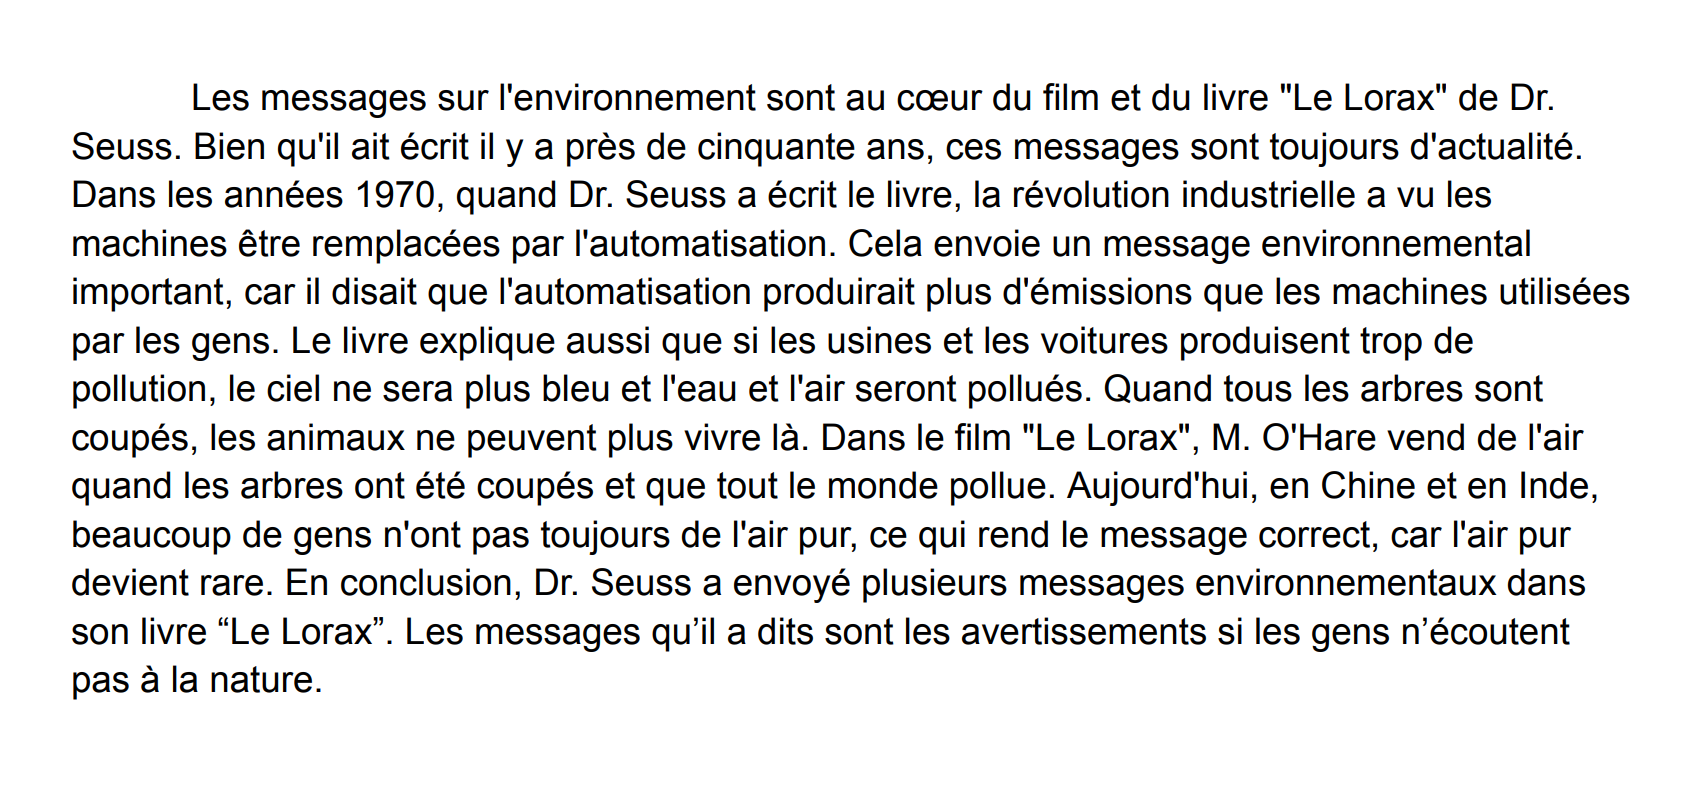 Les messages sur l'environnement sont au cœur du film et du livre "Le Lorax" de Dr.
Seuss. Bien qu'il ait écrit il y a près de cinquante ans, ces messages sont toujours d'actualité.
Dans les années 1970, quand Dr. Seuss a écrit le livre, la révolution industrielle a vu les
machines être remplacées par l'automatisation. Cela envoie un message environnemental
important, car il disait que l'automatisation produirait plus d'émissions que les machines utilisées
par les gens. Le livre explique aussi que si les usines et les voitures produisent trop de
pollution, le ciel ne sera plus bleu et l'eau et l'air seront pollués. Quand tous les arbres sont
coupés, les animaux ne peuvent plus vivre là. Dans le film "Le Lorax", M. O'Hare vend de l'air
quand les arbres ont été coupés et que tout le monde pollue. Aujourd'hui, en Chine et en Inde,
beaucoup de gens n'ont pas toujours de l'air pur, ce qui rend le message correct, car l'air pur
devient rare. En conclusion, Dr. Seuss a envoyé plusieurs messages environnementaux dans
son livre “Le Lorax”. Les messages qu’il a dits sont les avertissements si les gens n’écoutent
pas à la nature.